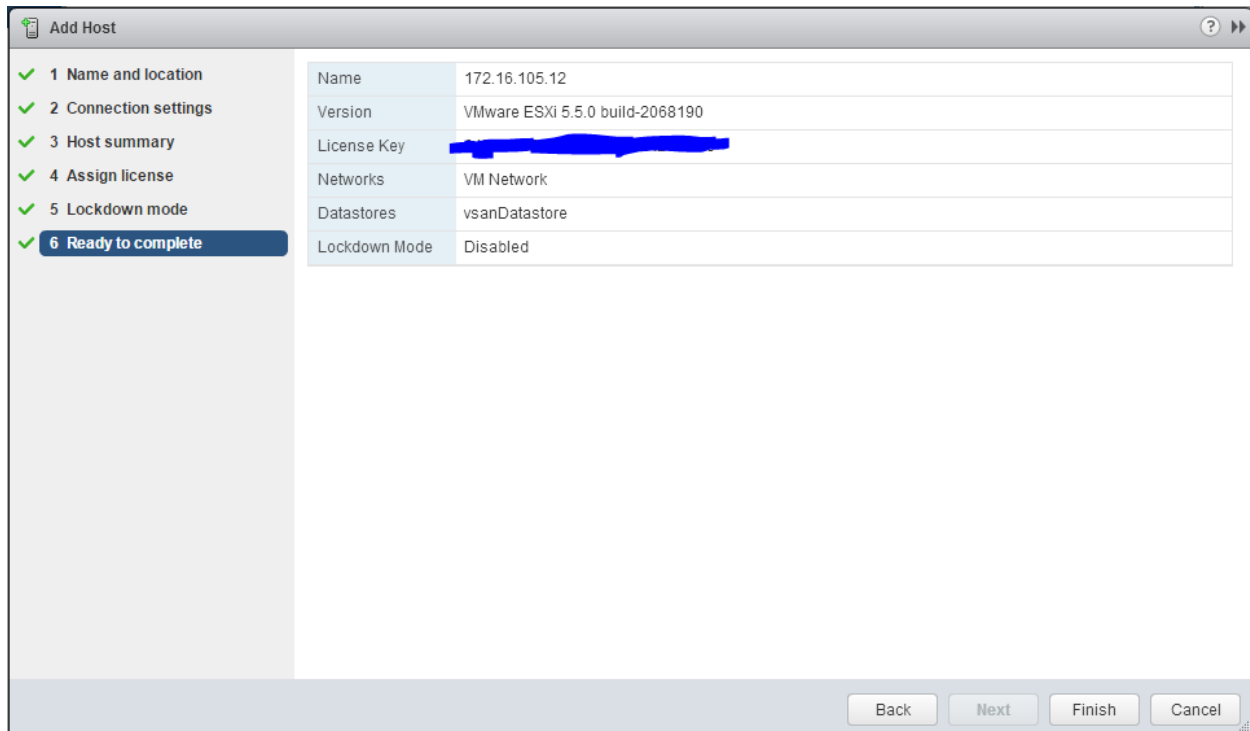 Add Host
1 Name and location
2 Connection settings
3 Host summary
4 Assign license
5 Lockdown mode
6 Ready to complete
Name 172.16.105.12
Version VMware ESXi 5.5.0 build-2068190
License Key
Networks VM Network
Datastores vsanDatastore
Lockdown Mode Disabled
Back Next Finish Cancel